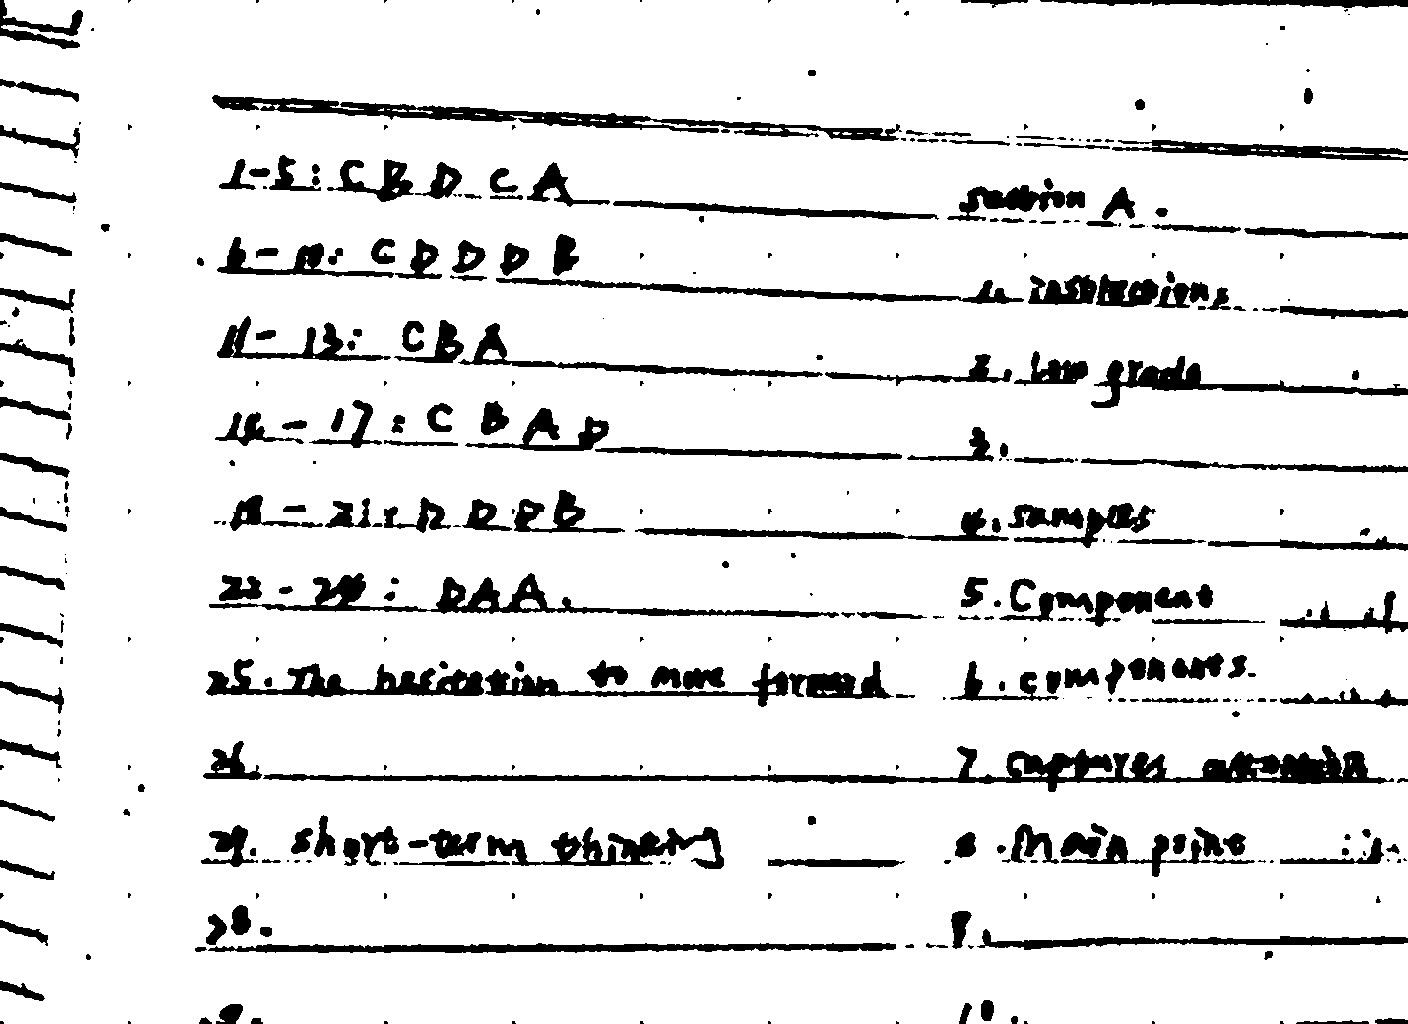 1-5: C B D C A
6-10: C D D D B
11-13: C B A
14-17: C B A D
18-21: D D D B
22-24: D A A.
25. The hesitation to move forward
26.
27. short-term thinking
28.
section A.
1. instructions
2. low grade
3.
4. samples
5. Component
6. components.
7. captures
8. Main point
9.
10.